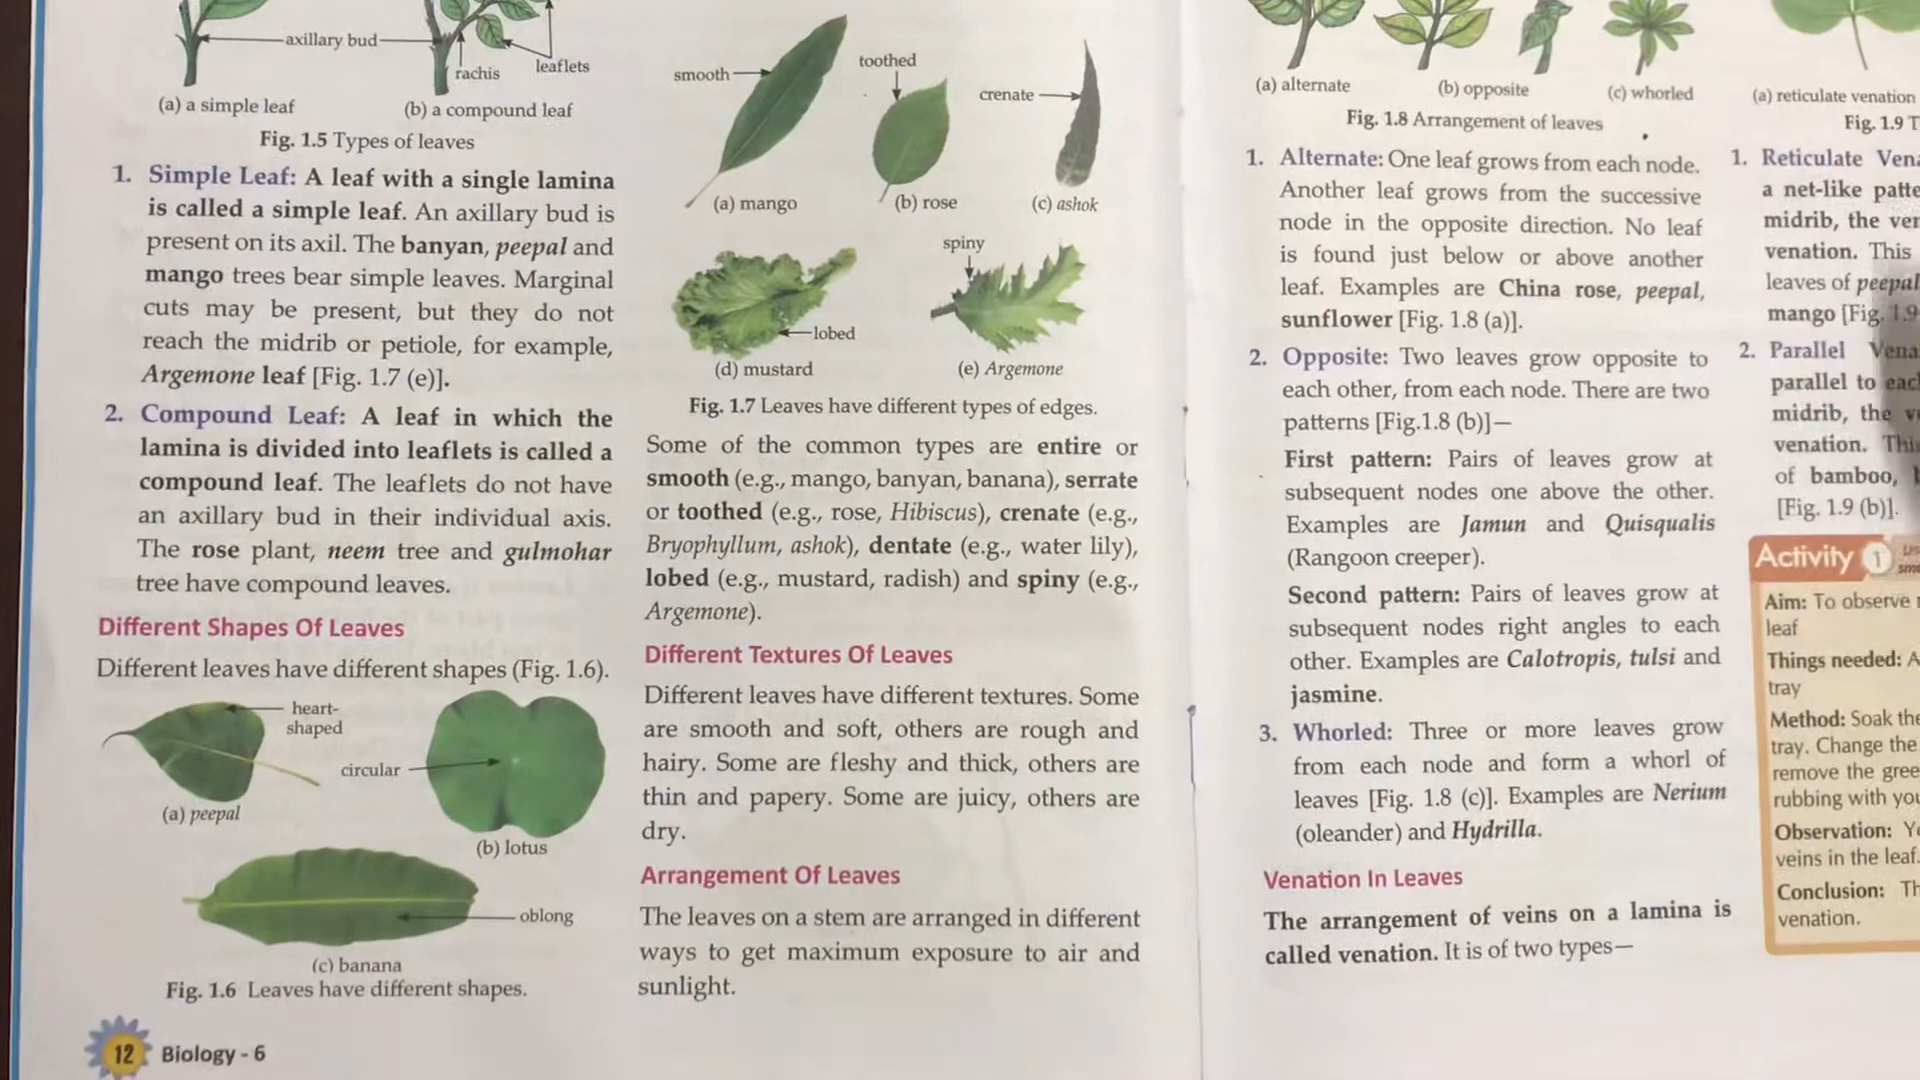 axillary bud
rachis
leaflets
(a) a simple leaf
(b) a compound leaf
Fig. 1.5 Types of leaves
1. Simple Leaf: A leaf with a single lamina
is called a simple leaf. An axillary bud is
present on its axil. The banyan, peepal and
mango trees bear simple leaves. Marginal
cuts may be present, but they do not
reach the midrib or petiole, for example,
Argemone leaf [Fig. 1.7 (e)].
2. Compound Leaf: A leaf in which the
lamina is divided into leaflets is called a
compound leaf. The leaflets do not have
an axillary bud in their individual axis.
The rose plant, neem tree and gulmohar
tree have compound leaves.
Different Shapes Of Leaves
Different leaves have different shapes (Fig. 1.6).
heart-
shaped
circular
(a) peepal
(b) lotus
oblong
(c) banana
Fig. 1.6 Leaves have different shapes.
12 Biology - 6
smooth
toothed
crenate
(a) mango
(b) rose
(c) ashok
spiny
lobed
(d) mustard
(e) Argemone
Fig. 1.7 Leaves have different types of edges.
Some of the common types are entire or
smooth (e.g., mango, banyan, banana), serrate
or toothed (e.g., rose, Hibiscus), crenate (e.g.,
Bryophyllum, ashok), dentate (e.g., water lily),
lobed (e.g., mustard, radish) and spiny (e.g.,
Argemone).
Different Textures Of Leaves
Different leaves have different textures. Some
are smooth and soft, others are rough and
hairy. Some are fleshy and thick, others are
thin and papery. Some are juicy, others are
dry.
Arrangement Of Leaves
The leaves on a stem are arranged in different
ways to get maximum exposure to air and
sunlight.
(a) alternate
(b) opposite
(c) whorled
Fig. 1.8 Arrangement of leaves
1. Alternate: One leaf grows from each node.
Another leaf grows from the successive
node in the opposite direction. No leaf
is found just below or above another
leaf. Examples are China rose, peepal,
sunflower [Fig. 1.8 (a)].
2. Opposite: Two leaves grow opposite to
each other, from each node. There are two
patterns [Fig.1.8 (b)]—
First pattern: Pairs of leaves grow at
subsequent nodes one above the other.
Examples are Jamun and Quisqualis
(Rangoon creeper).
Second pattern: Pairs of leaves grow at
subsequent nodes right angles to each
other. Examples are Calotropis, tulsi and
jasmine.
3. Whorled: Three or more leaves grow
from each node and form a whorl of
leaves [Fig. 1.8 (c)]. Examples are Nerium
(oleander) and Hydrilla.
Venation In Leaves
The arrangement of veins on a lamina is
called venation. It is of two types—
(a) reticulate venation
Fig. 1.9
1. Reticulate
a net-like
midrib, the
venation. This
leaves of peepal
mango [Fig. 1.9
2. Parallel
parallel to
midrib, the
venation.
of bamboo,
[Fig. 1.9 (b)].
Activity 1
Aim: To observe
leaf
Things needed:
tray
Method: Soak the
tray. Change the
remove the
rubbing with
Observation:
veins in the leaf.
Conclusion:
venation.